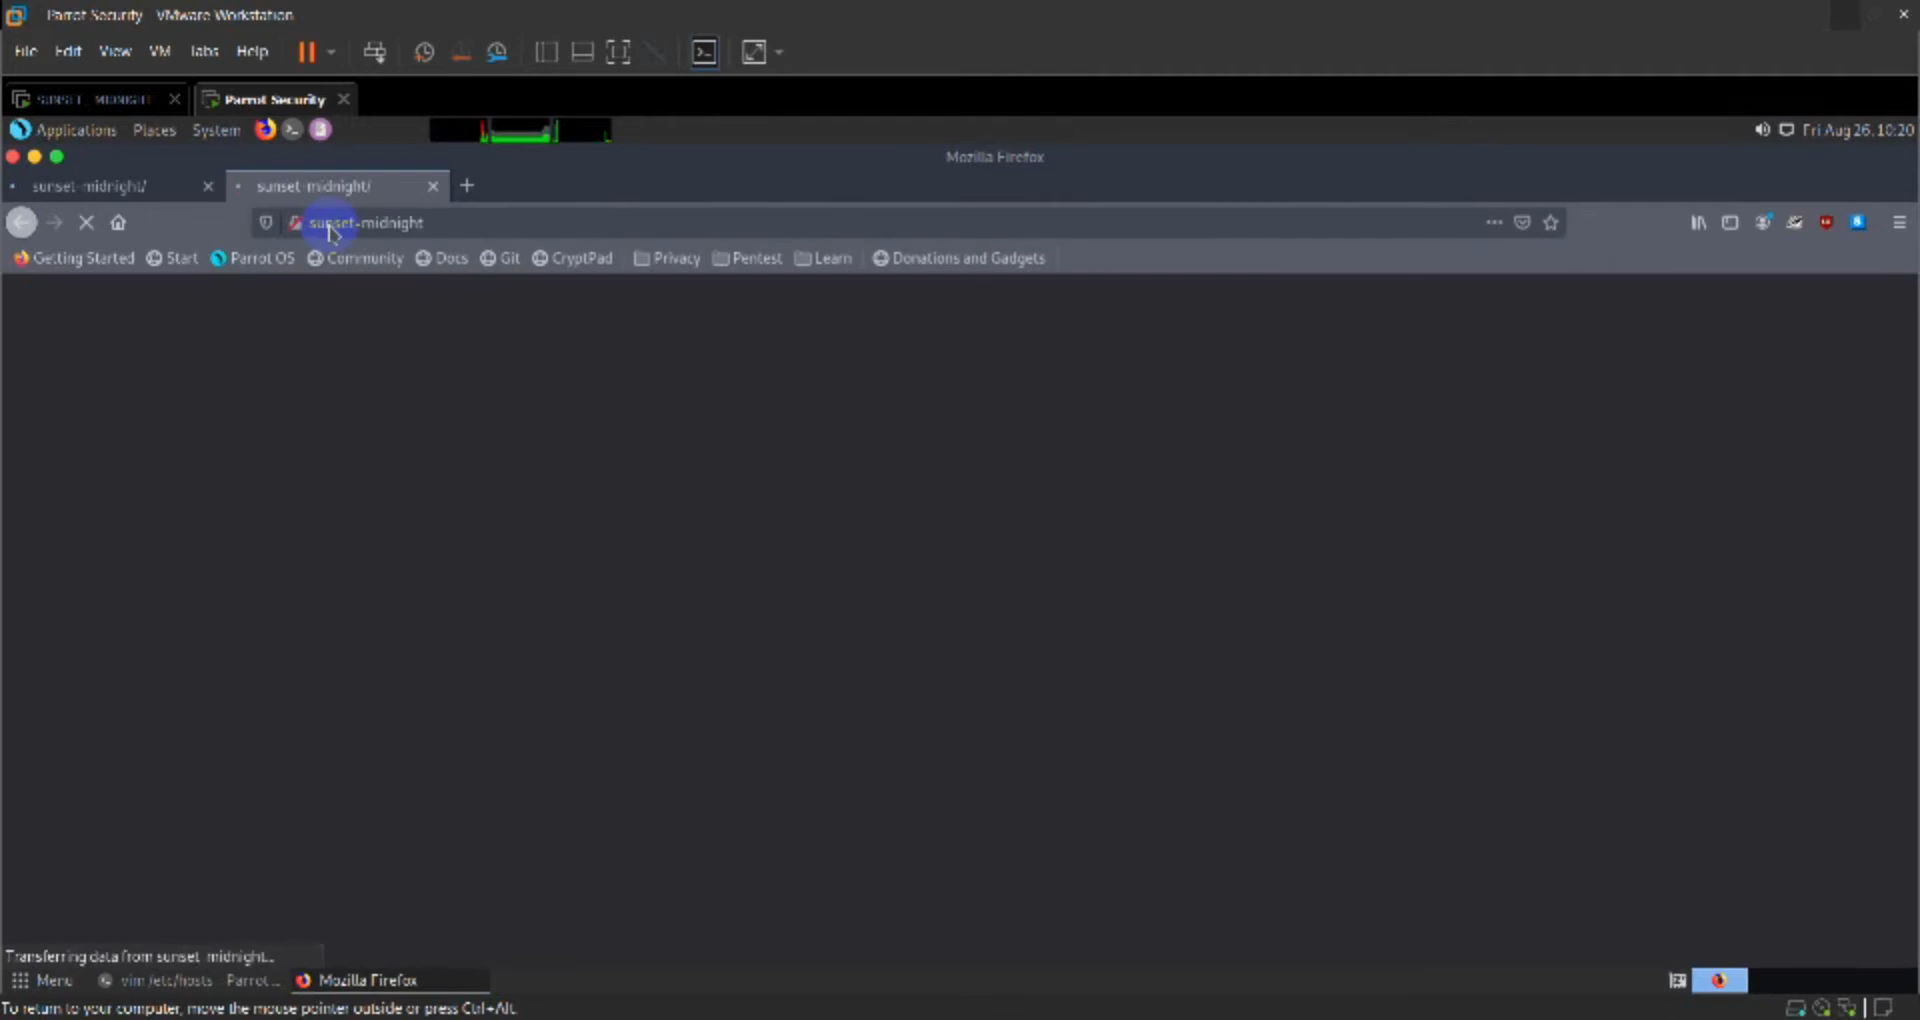 Parrot Security VMware Workstation
File Edit View VM Tabs Help
SUNSET_MIDNIGHT Parrot Security
Applications Places System Fri Aug 26, 10:20
Mozilla Firefox
sunset-midnight/ sunset-midnight/
sunset-midnight
Getting Started Start Parrot OS Community Docs Git CryptPad Privacy Pentest Learn Donations and Gadgets
Transferring data from sunset midnight...
Menu vim /etc/hosts Parrot... Mozilla Firefox
To return to your computer, move the mouse pointer outside or press Ctrl+Alt.